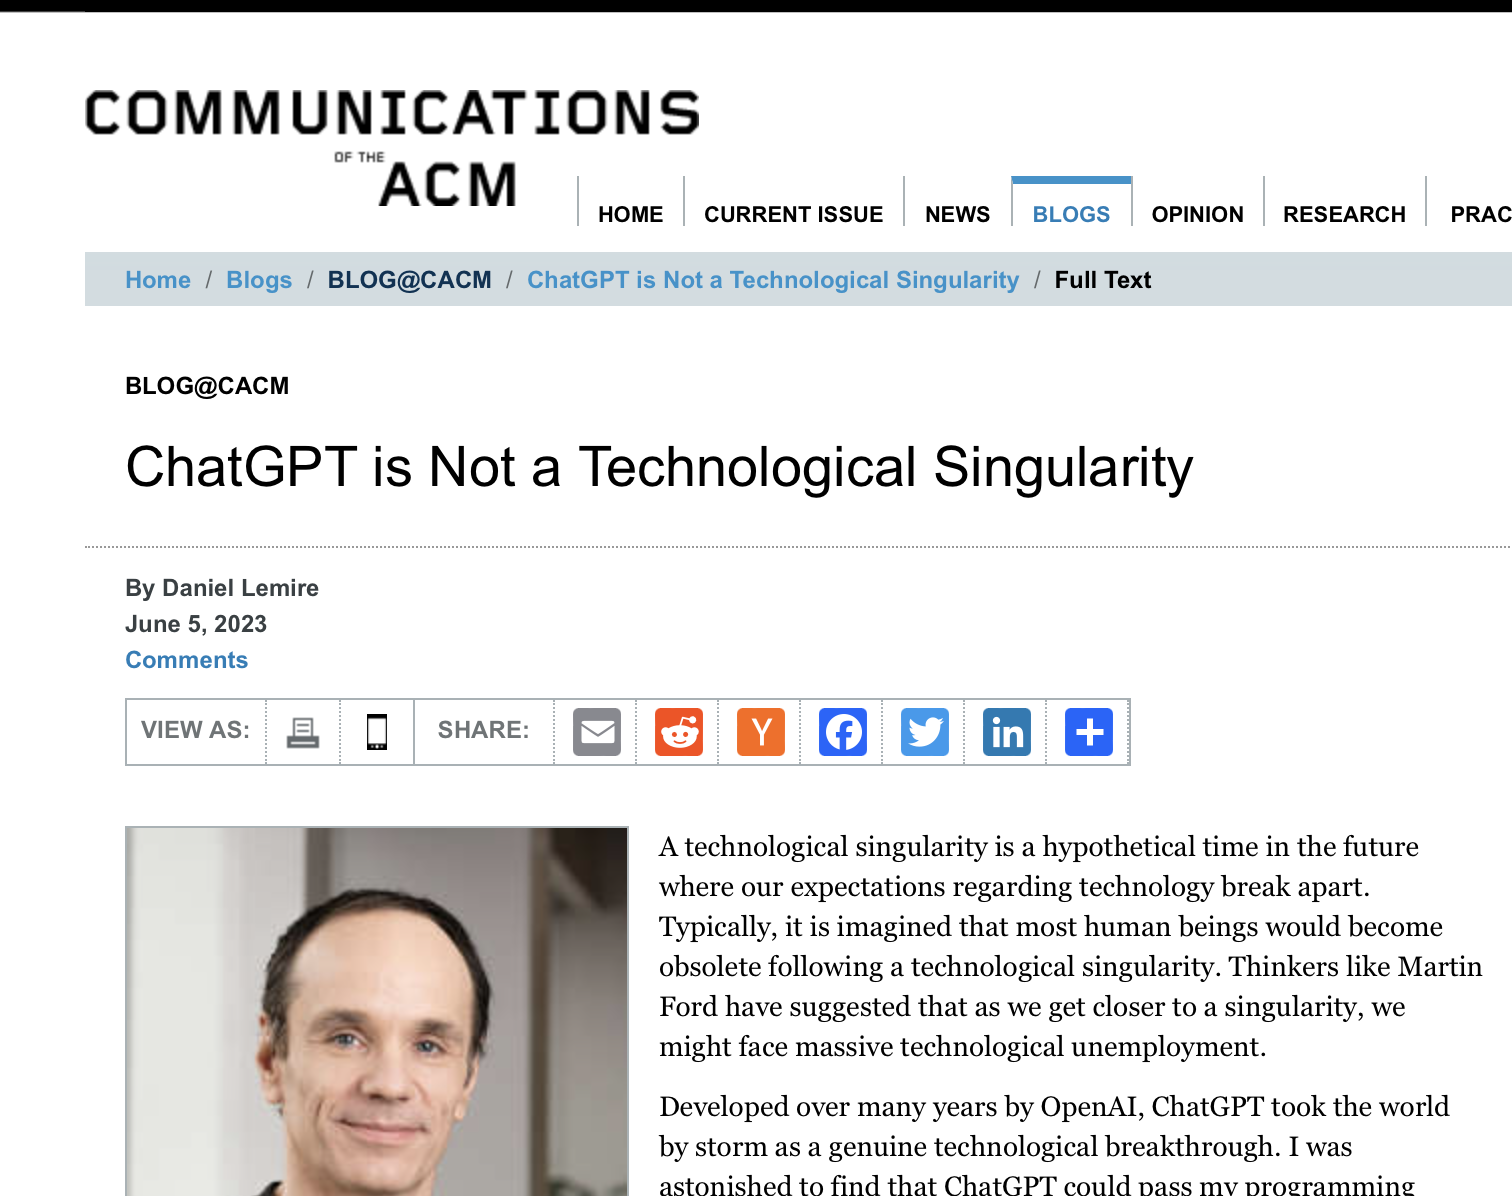 COMMUNICATIONS
OF THE
ACM
HOME CURRENT ISSUE NEWS BLOGS OPINION RESEARCH PRAC
Home / Blogs / BLOG@CACM / ChatGPT is Not a Technological Singularity / Full Text
BLOG@CACM
ChatGPT is Not a Technological Singularity
By Daniel Lemire
June 5, 2023
Comments
VIEW AS: SHARE:
A technological singularity is a hypothetical time in the future
where our expectations regarding technology break apart.
Typically, it is imagined that most human beings would become
obsolete following a technological singularity. Thinkers like Martin
Ford have suggested that as we get closer to a singularity, we
might face massive technological unemployment.
Developed over many years by OpenAI, ChatGPT took the world
by storm as a genuine technological breakthrough. I was
astonished to find that ChatGPT could pass my programming